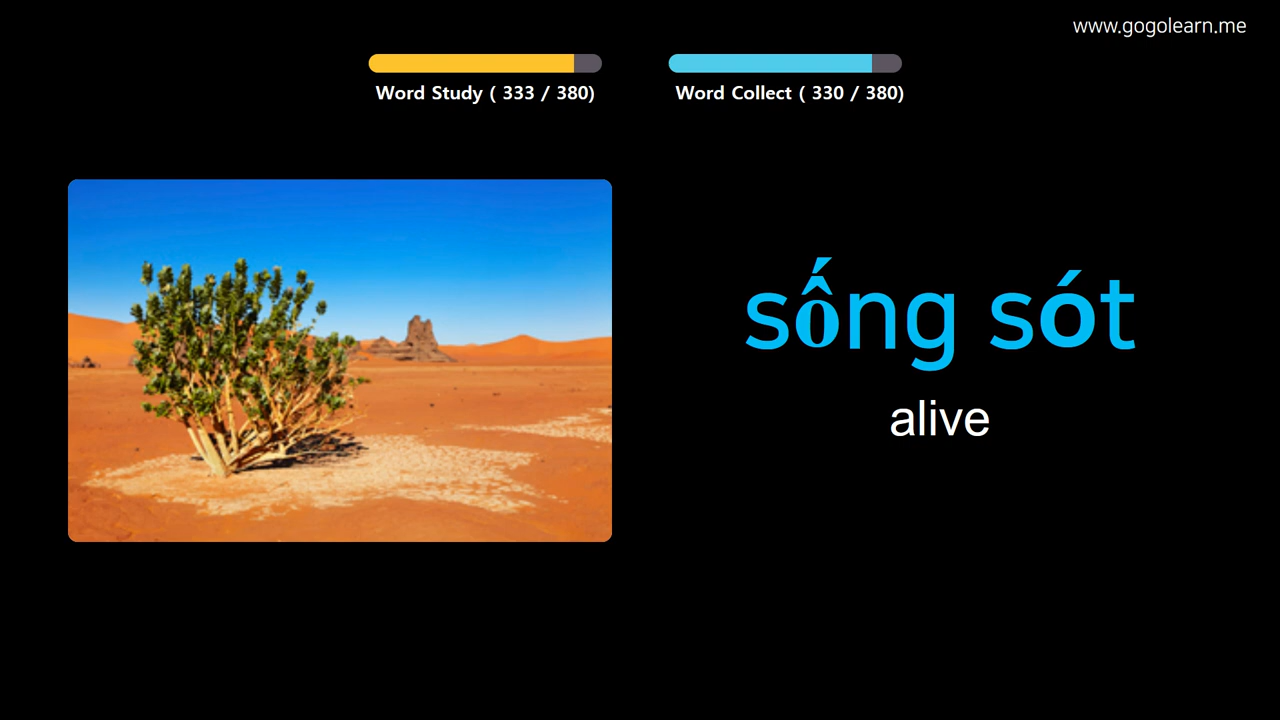 www.gogolearn.me
Word Study ( 333 / 380)
Word Collect ( 330 / 380)
sống sót
alive